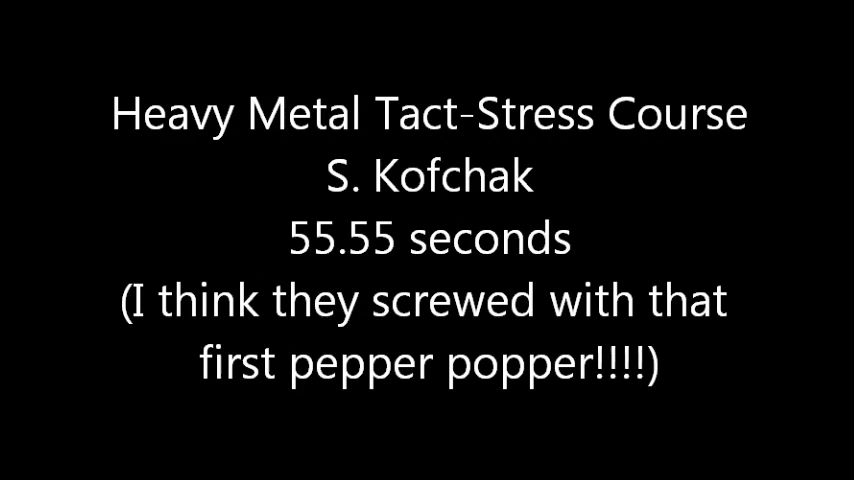 Heavy Metal Tact-Stress Course
S. Kofchak
55.55 seconds
(I think they screwed with that
first pepper popper!!!!)